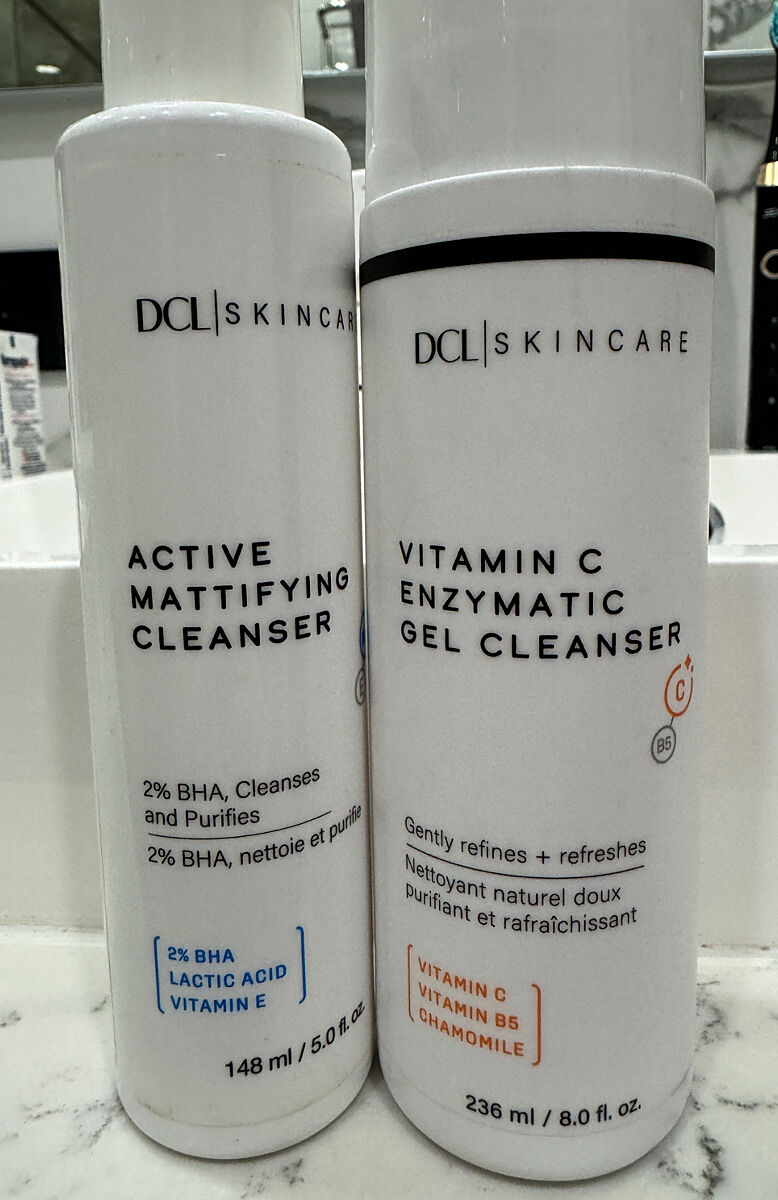 DCL|SKINCAR
ACTIVE
MATTIFYING
CLEANSER
2% BHA, Cleanses
and Purifies
2% BHA, nettoie et purifie
2% BHA
LACTIC ACID
VITAMIN E
148 ml / 5.0 fl. oz.
DCL|SKINCARE
VITAMIN C
ENZYMATIC
GEL CLEANSER
C
B5
Gently refines + refreshes
Nettoyant naturel doux
purifiant et rafraîchissant
VITAMIN C
VITAMIN B5
CHAMOMILE
236 ml / 8.0 fl. oz.